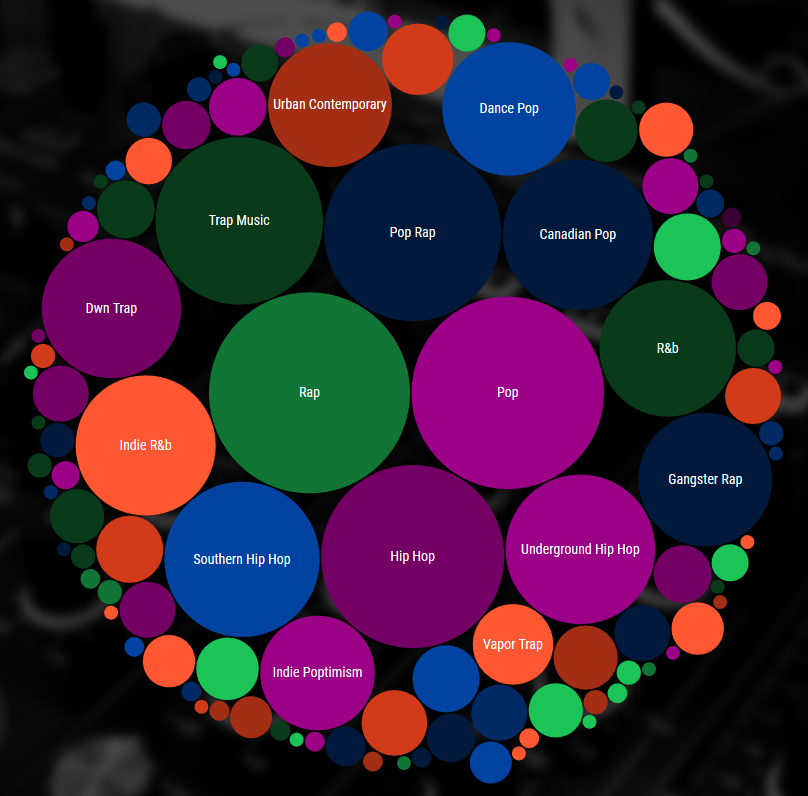 Urban Contemporary
Dance Pop
Trap Music
Pop Rap
Canadian Pop
Dwn Trap
R&b
Rap
Pop
Indie R&b
Gangster Rap
Southern Hip Hop
Hip Hop
Underground Hip Hop
Vapor Trap
Indie Poptimism